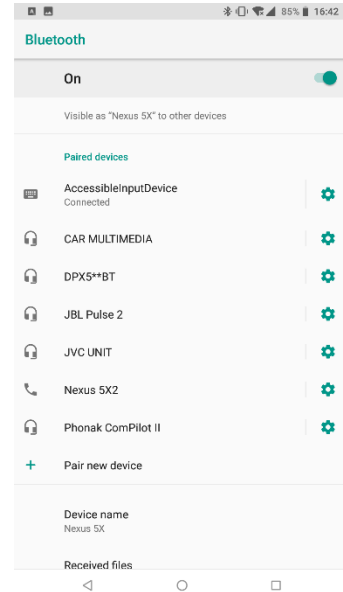 85% 16:42
Bluetooth
On
Visible as “Nexus 5X” to other devices
Paired devices
AccessibleInputDevice
Connected
CAR MULTIMEDIA
DPX5**BT
JBL Pulse 2
JVC UNIT
Nexus 5X2
Phonak ComPilot II
+ Pair new device
Device name
Nexus 5X
Received files